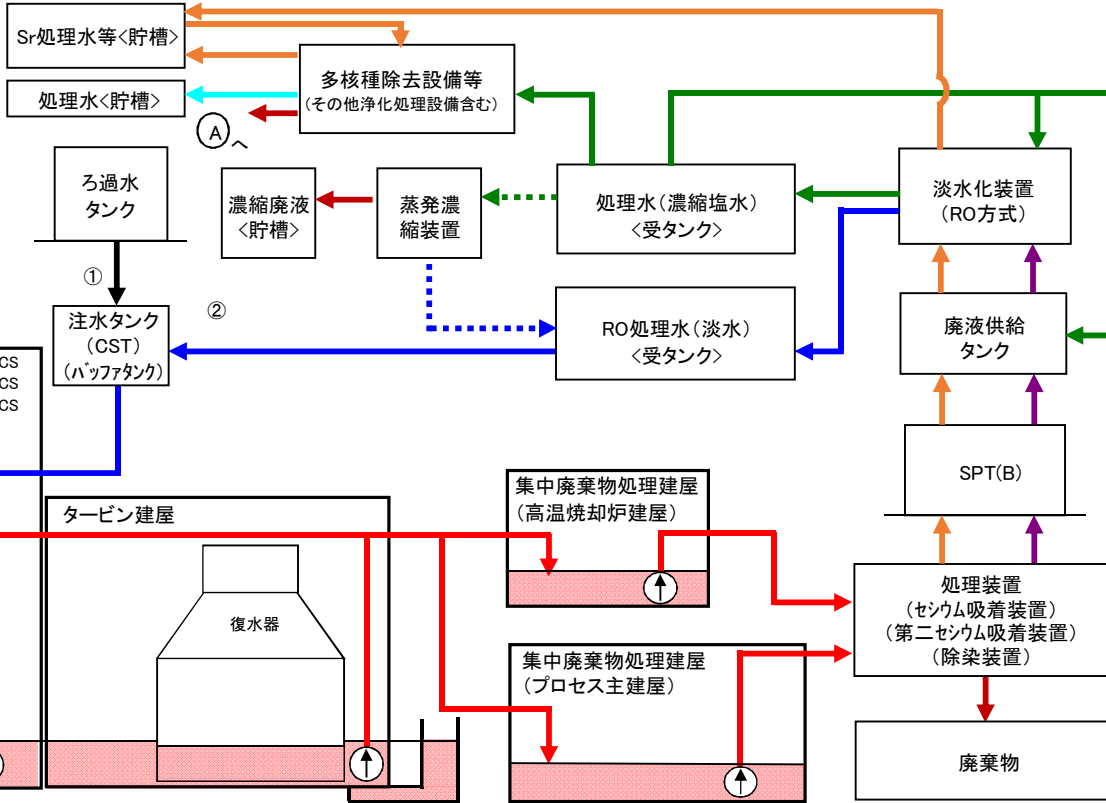 Sr処理水等<貯槽>
処理水<貯槽>
多核種除去設備等
(その他浄化処理設備含む)
A
へ
ろ過水
タンク
濃縮廃液
<貯槽>
蒸発濃
縮装置
処理水(濃縮塩水)
<受タンク>
淡水化装置
(RO方式)
①
②
注水タンク
(CST)
(バッファタンク)
RO処理水(淡水)
<受タンク>
廃液供給
タンク
CS
CS
CS
SPT(B)
タービン建屋
復水器
集中廃棄物処理建屋
(高温焼却炉建屋)
集中廃棄物処理建屋
(プロセス主建屋)
処理装置
(セシウム吸着装置)
(第二セシウム吸着装置)
(除染装置)
廃棄物